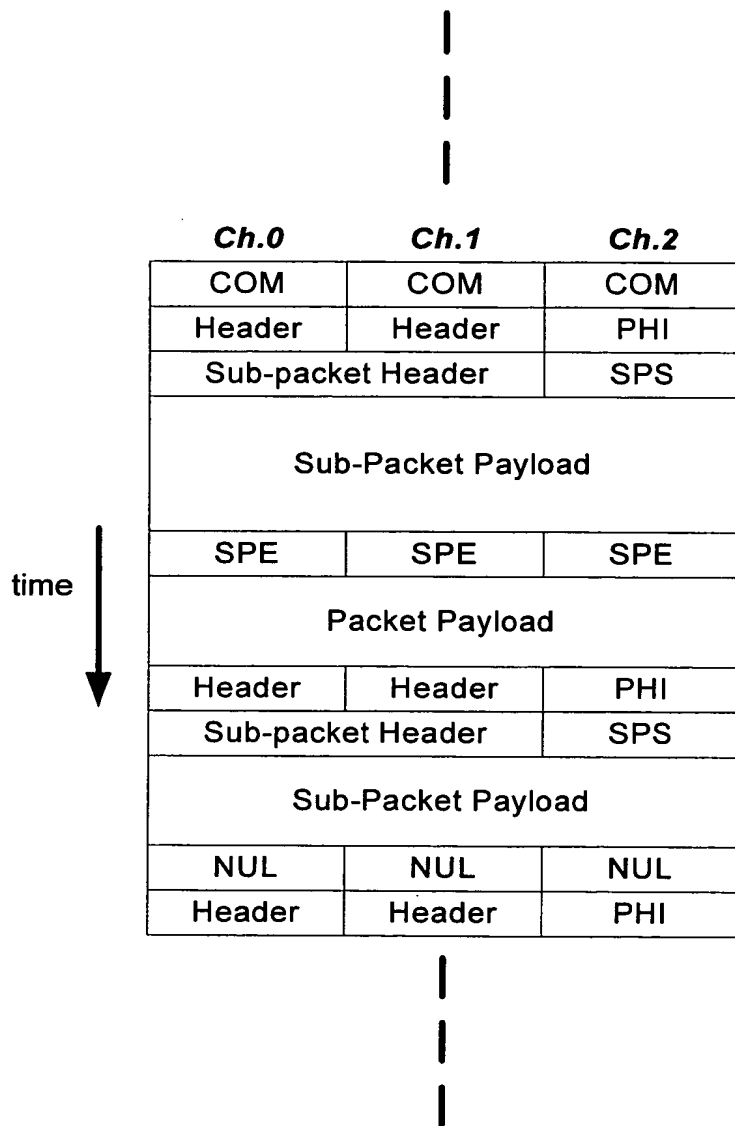 Ch.0 Ch.1 Ch.2
COM COM COM
Header Header PHI
Sub-packet Header SPS
Sub-Packet Payload
SPE SPE SPE
time
Packet Payload
Header Header PHI
Sub-packet Header SPS
Sub-Packet Payload
NUL NUL NUL
Header Header PHI